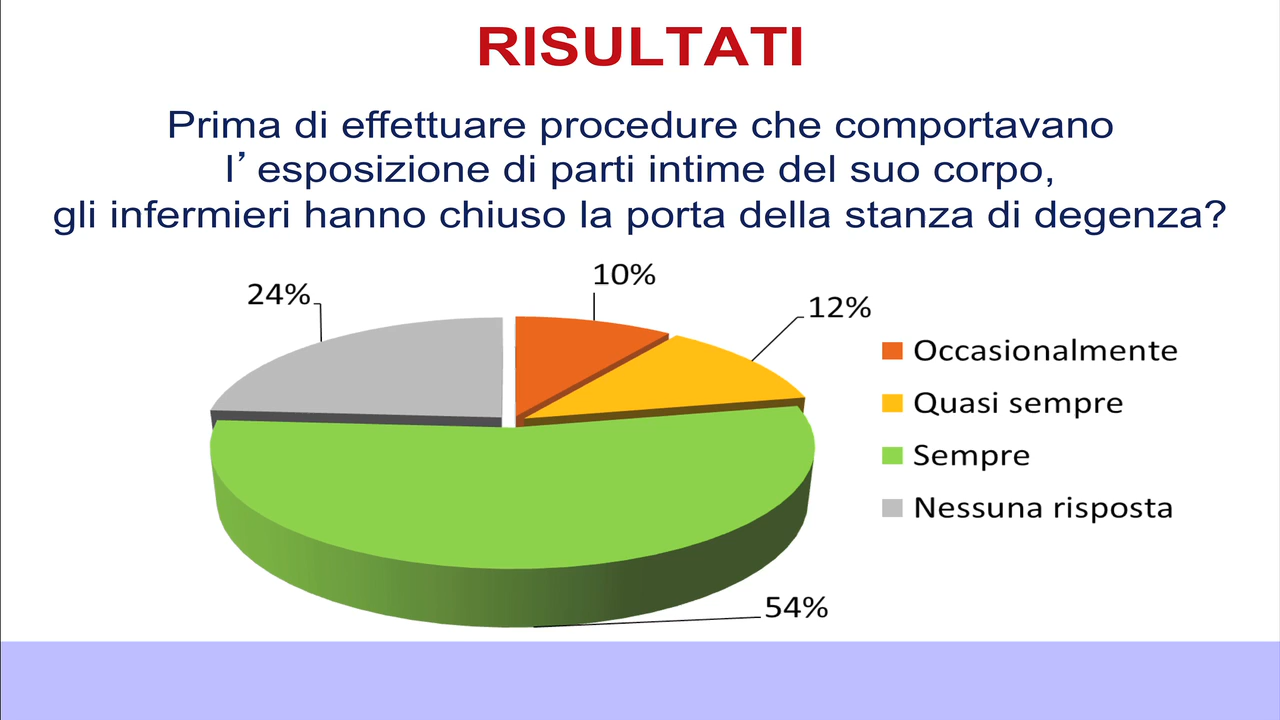 RISULTATI
Prima di effettuare procedure che comportavano
l’ esposizione di parti intime del suo corpo,
gli infermieri hanno chiuso la porta della stanza di degenza?
24%
10%
12%
54%
Occasionalmente
Quasi sempre
Sempre
Nessuna risposta